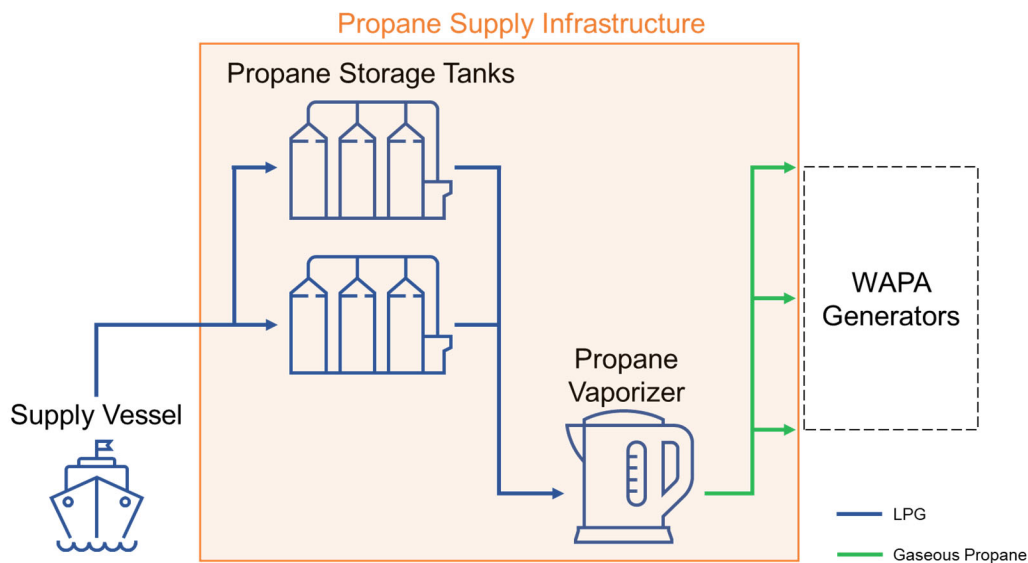 Propane Supply Infrastructure
Propane Storage Tanks
WAPA
Generators
Propane
Vaporizer
Supply Vessel
LPG
Gaseous Propane